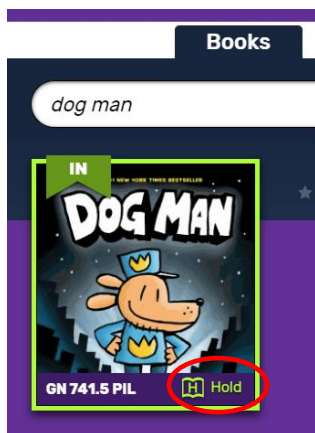 Books
dog man
IN
#1 NEW YORK TIMES BESTSELLER
DOG MAN
GN 741.5 PIL
H Hold